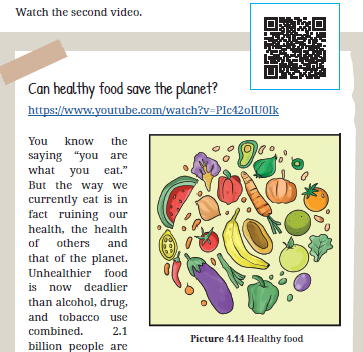 Watch the second video.
Can healthy food save the planet?
https://www.youtube.com/watch?v=PIc42oIU0Ik
You know the
saying “you are
what you eat.”
But the way we
currently eat is in
fact ruining our
health, the health
of others and
that of the planet.
Unhealthier food
is now deadlier
than alcohol, drug,
and tobacco use
combined. 2.1
billion people are
Picture 4.14 Healthy food